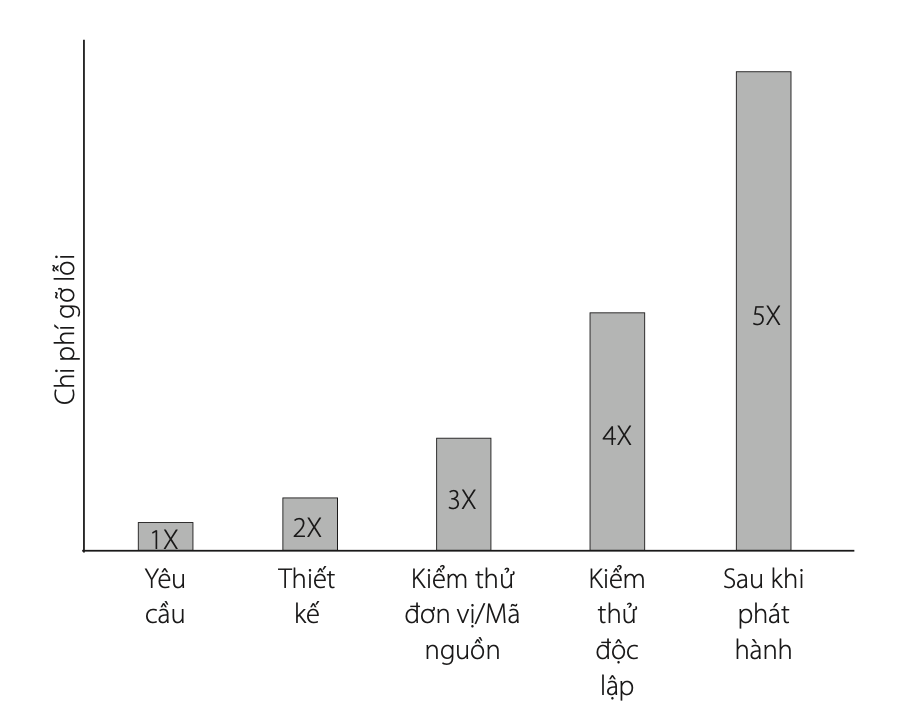 Chi phí gỡ lỗi
1X
2X
3X
4X
5X
Yêu
cầu
Thiết
kế
Kiểm thử
đơn vị/Mã
nguồn
Kiểm
thử
độc
lập
Sau khi
phát
hành